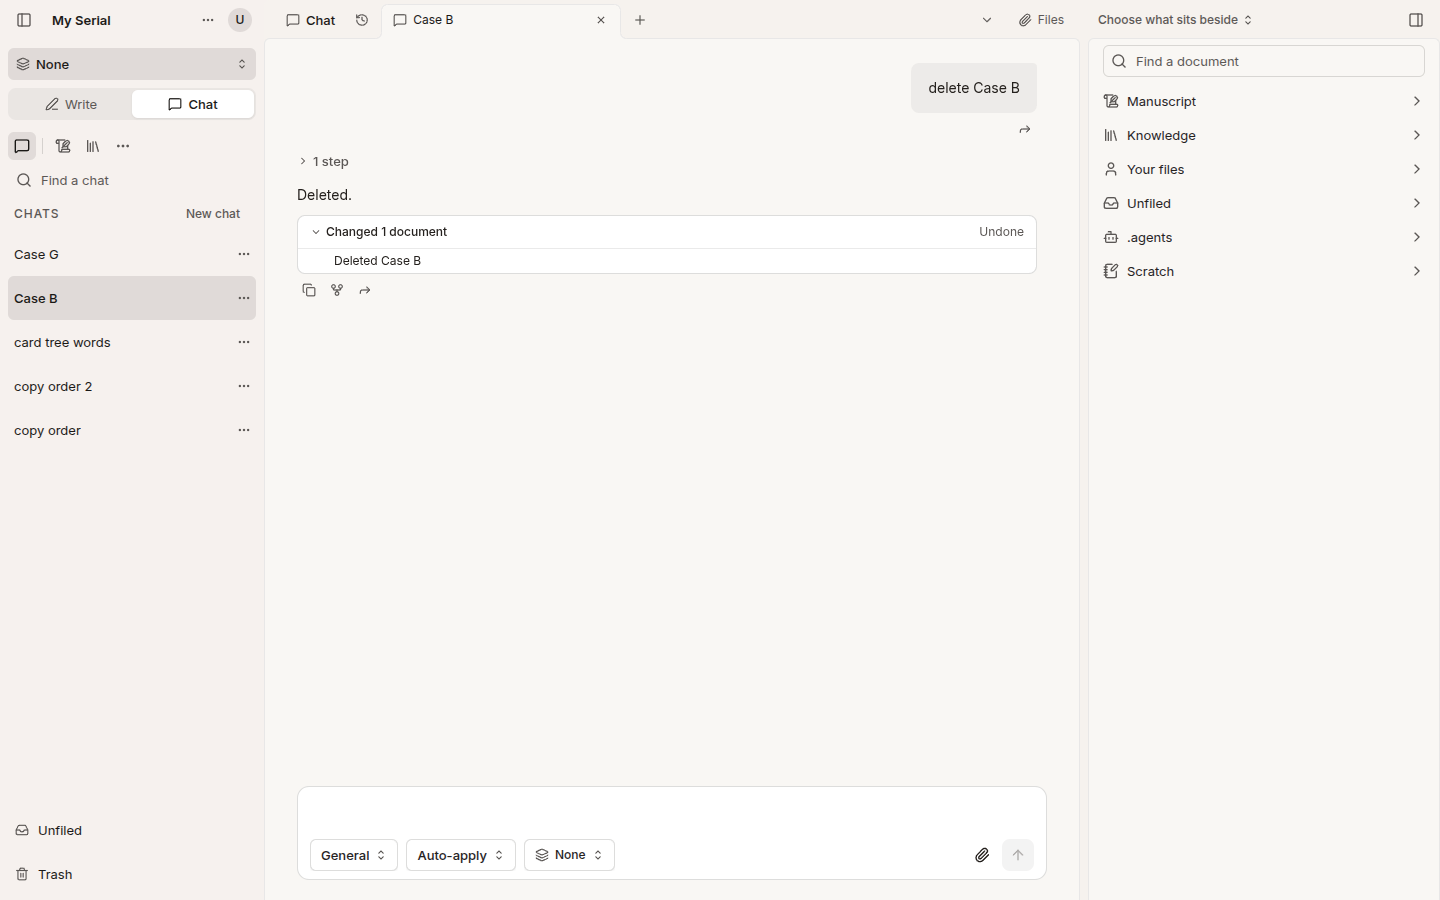 My Serial
U
None
Write
Chat
Find a chat
CHATS
New chat
Case G
Case B
card tree words
copy order 2
copy order
Unfiled
Trash
Chat
Case B
Files
delete Case B
1 step
Deleted.
Changed 1 document
Undone
Deleted Case B
General
Auto-apply
None
Choose what sits beside
Find a document
Manuscript
Knowledge
Your files
Unfiled
.agents
Scratch